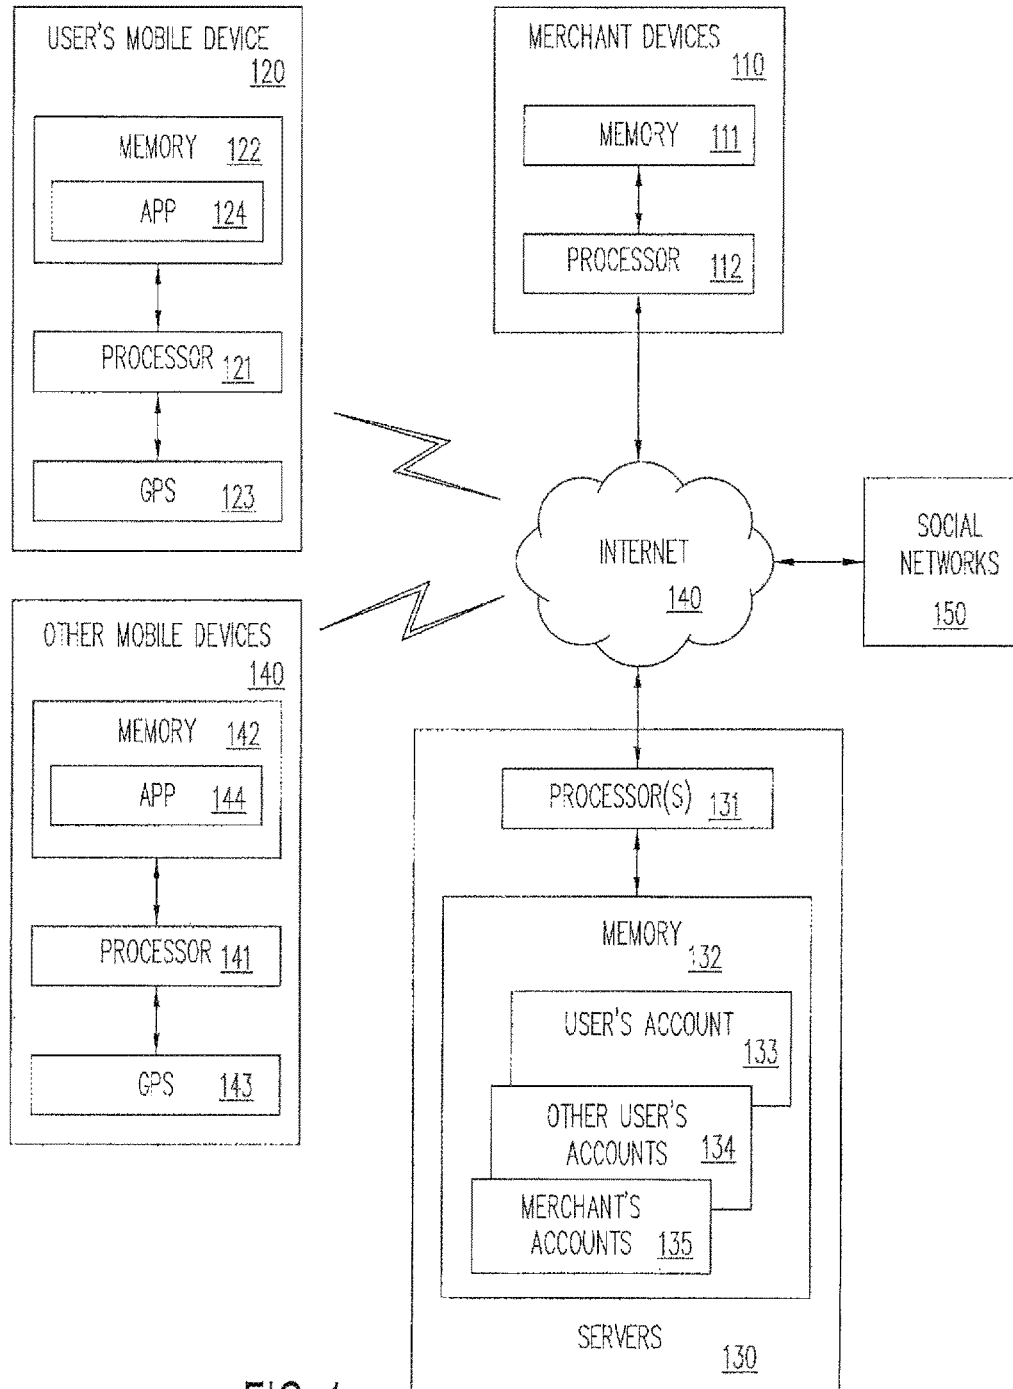 USER'S MOBILE DEVICE
120
MEMORY 122
APP 124
PROCESSOR 121
GPS 123
MERCHANT DEVICES
110
MEMORY 111
PROCESSOR 112
INTERNET
140
SOCIAL
NETWORKS
150
OTHER MOBILE DEVICES
140
MEMORY 142
APP 144
PROCESSOR 141
GPS 143
PROCESSOR(S) 131
MEMORY
132
USER'S ACCOUNT
133
OTHER USER'S
ACCOUNTS 134
MERCHANT'S
ACCOUNTS 135
SERVERS
130